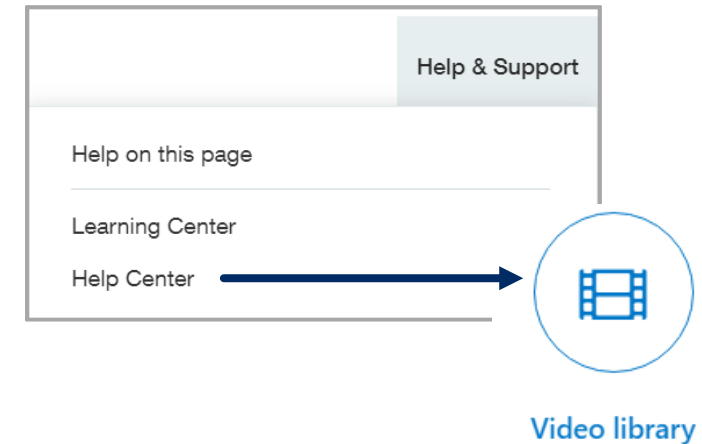 Help & Support
Help on this page
Learning Center
Help Center
Video library